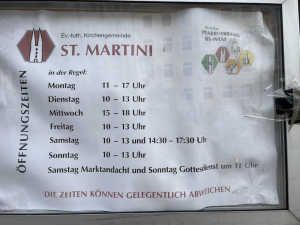 Ev.-luth. Kirchengemeinde
ST. MARTINI
PFARRVERBAND
BS-WEST
ÖFFNUNGSZEITEN
in der Regel:
Montag 11 – 17 Uhr
Dienstag 10 – 13 Uhr
Mittwoch 15 – 18 Uhr
Freitag 10 – 13 Uhr
Samstag 10 – 13 und 14:30 – 17:30 Uhr
Sonntag 10 – 13 Uhr
Samstag Marktandacht und Sonntag Gottesdienst um 12 Uhr
DIE ZEITEN KÖNNEN GELEGENTLICH ABWEICHEN